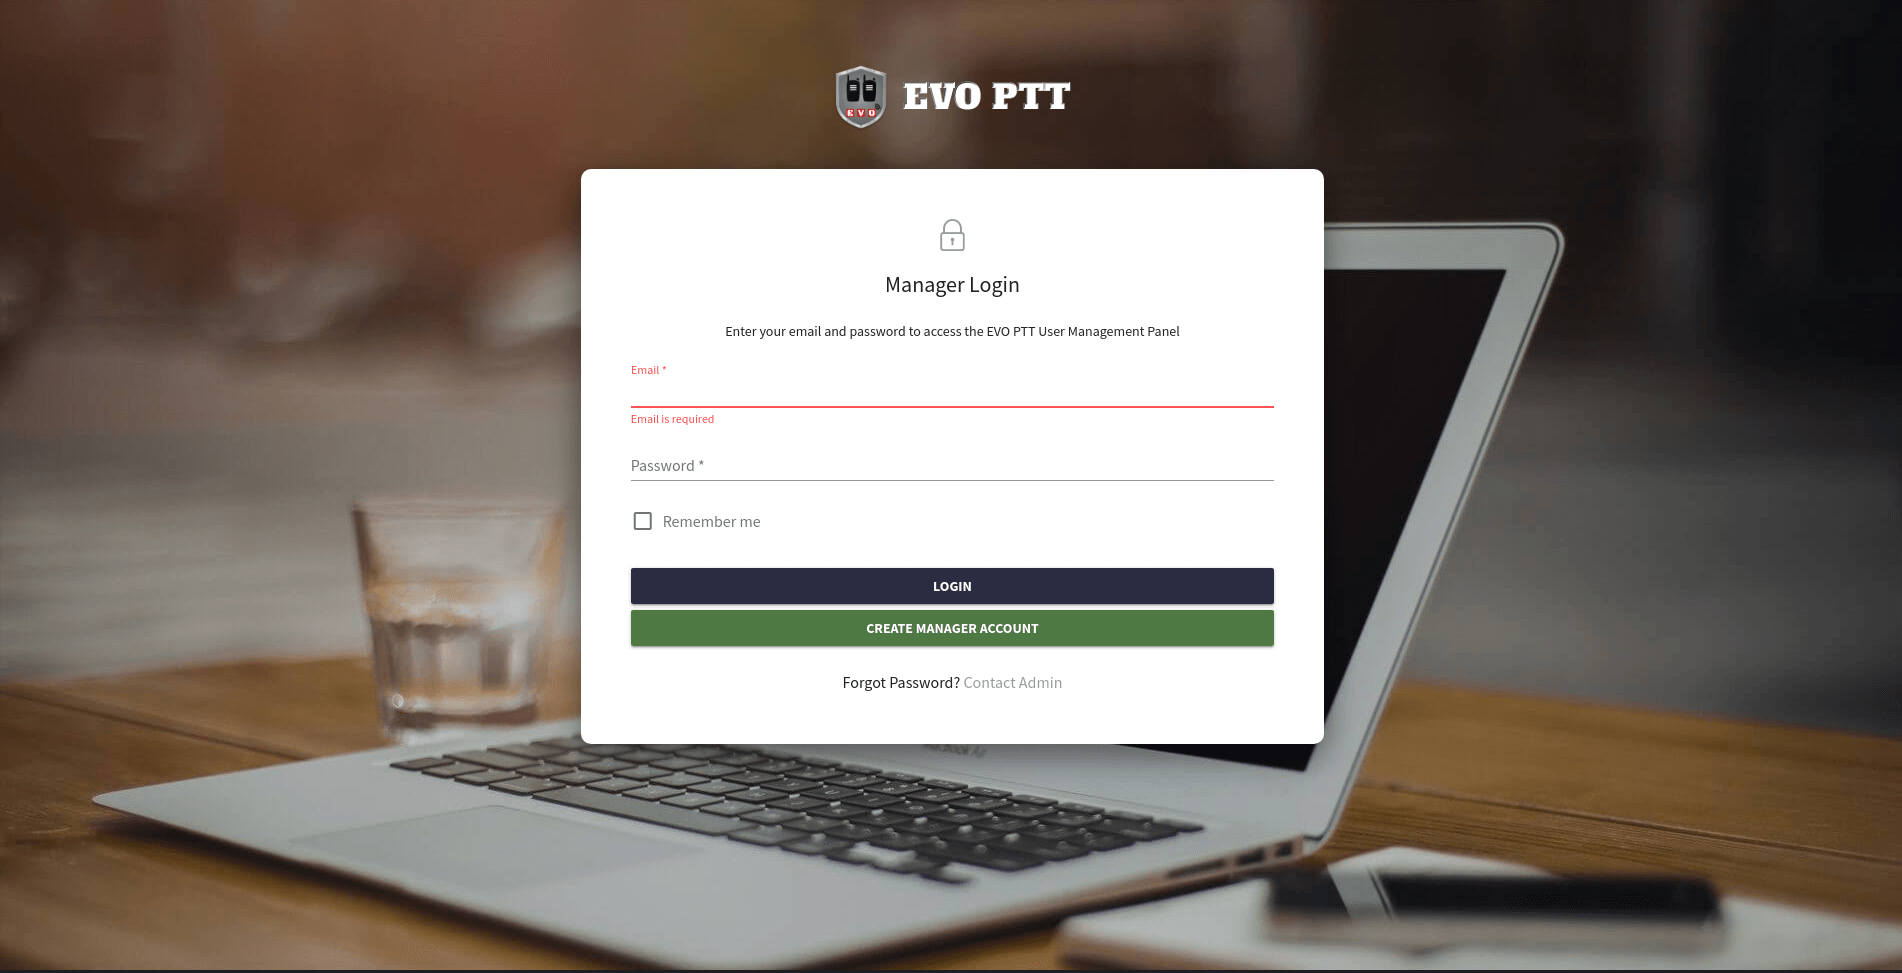 EVO
EVO PTT
Manager Login
Enter your email and password to access the EVO PTT User Management Panel
Email *
Email is required
Password *
Remember me
LOGIN
CREATE MANAGER ACCOUNT
Forgot Password? Contact Admin